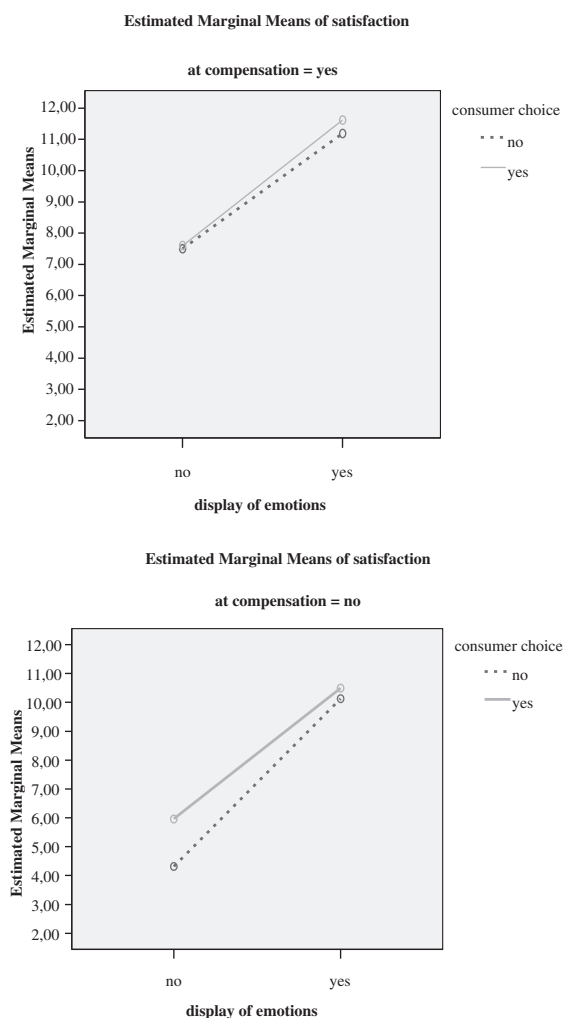 Estimated Marginal Means of satisfaction
at compensation = yes
Estimated Marginal Means
12,00
11,00
10,00
9,00
8,00
7,00
6,00
5,00
4,00
3,00
2,00
no
yes
display of emotions
consumer choice
no
yes
Estimated Marginal Means of satisfaction
at compensation = no
Estimated Marginal Means
12,00
11,00
10,00
9,00
8,00
7,00
6,00
5,00
4,00
3,00
2,00
no
yes
display of emotions
consumer choice
no
yes